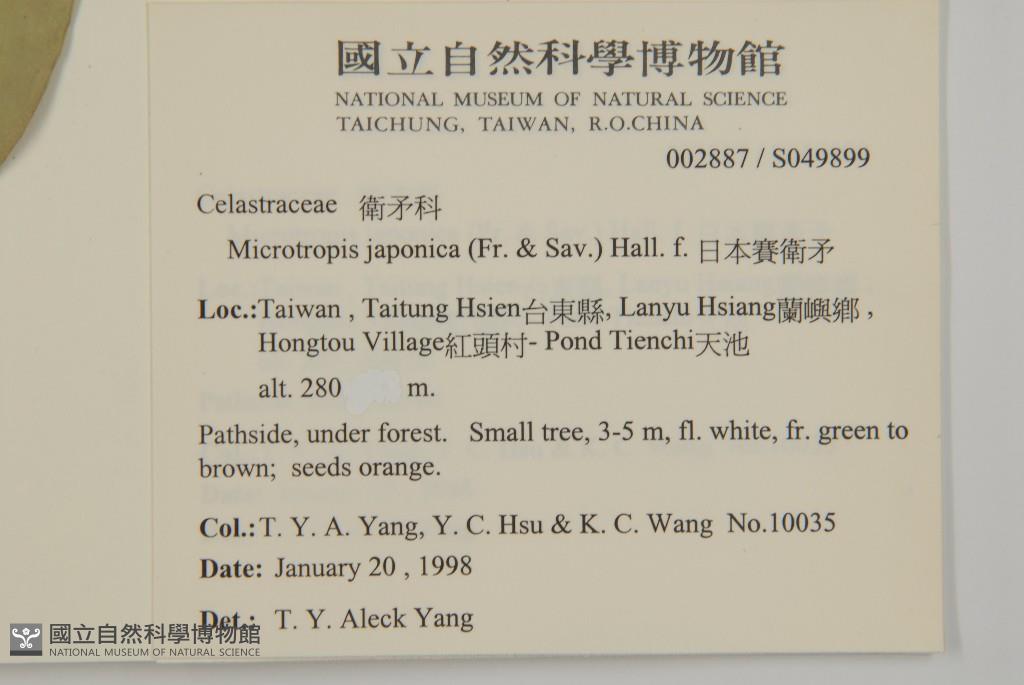 國立自然科學博物館
NATIONAL MUSEUM OF NATURAL SCIENCE
TAICHUNG, TAIWAN, R.O.CHINA
002887 / S049899
Celastraceae 衛矛科
Microtropis japonica (Fr. & Sav.) Hall. f. 日本賽衛矛
Loc.:Taiwan , Taitung Hsien台東縣, Lanyu Hsiang蘭嶼鄉 ,
Hongtou Village紅頭村- Pond Tienchi天池
alt. 280 m.
Pathside, under forest. Small tree, 3-5 m, fl. white, fr. green to
brown; seeds orange.
Col.:T. Y. A. Yang, Y. C. Hsu & K. C. Wang No.10035
Date: January 20 , 1998
Det.: T. Y. Aleck Yang
國立自然科學博物館
NATIONAL MUSEUM OF NATURAL SCIENCE